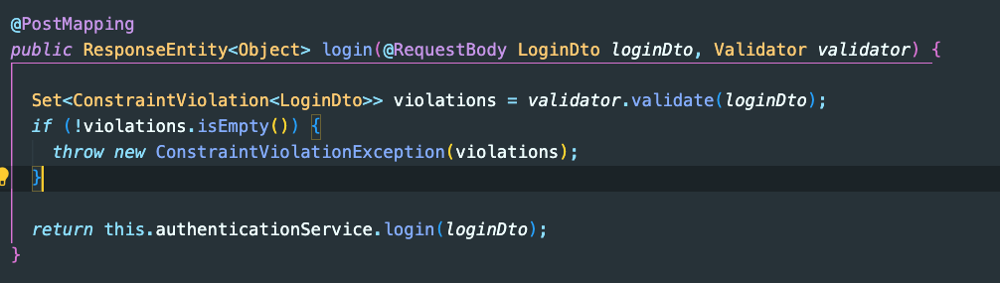 @PostMapping
public ResponseEntity<Object> login(@RequestBody LoginDto loginDto, Validator validator) {
Set<ConstraintViolation<LoginDto>> violations = validator.validate(loginDto);
if (!violations.isEmpty()) {
throw new ConstraintViolationException(violations);
}
return this.authenticationService.login(loginDto);
}